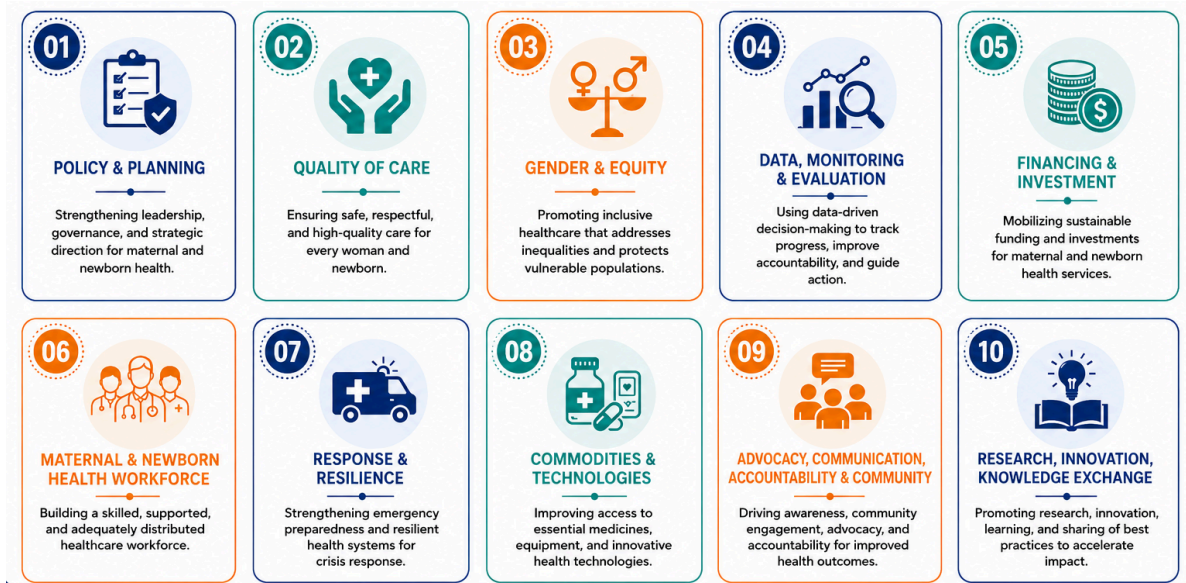 01
POLICY & PLANNING
Strengthening leadership,
governance, and strategic
direction for maternal and
newborn health.
02
QUALITY OF CARE
Ensuring safe, respectful,
and high-quality care for
every woman and
newborn.
03
GENDER & EQUITY
Promoting inclusive
healthcare that addresses
inequalities and protects
vulnerable populations.
04
DATA, MONITORING
& EVALUATION
Using data-driven
decision-making to track
progress, improve
accountability, and guide
action.
05
$
FINANCING &
INVESTMENT
Mobilizing sustainable
funding and investments
for maternal and newborn
health services.
06
MATERNAL & NEWBORN
HEALTH WORKFORCE
Building a skilled, supported,
and adequately distributed
healthcare workforce.
07
RESPONSE &
RESILIENCE
Strengthening emergency
preparedness and resilient
health systems for
crisis response.
08
COMMODITIES &
TECHNOLOGIES
Improving access to
essential medicines,
equipment, and innovative
health technologies.
09
ADVOCACY, COMMUNICATION,
ACCOUNTABILITY & COMMUNITY
Driving awareness, community
engagement, advocacy, and
accountability for improved
health outcomes.
10
RESEARCH, INNOVATION,
KNOWLEDGE EXCHANGE
Promoting research, innovation,
learning, and sharing of best
practices to accelerate
impact.